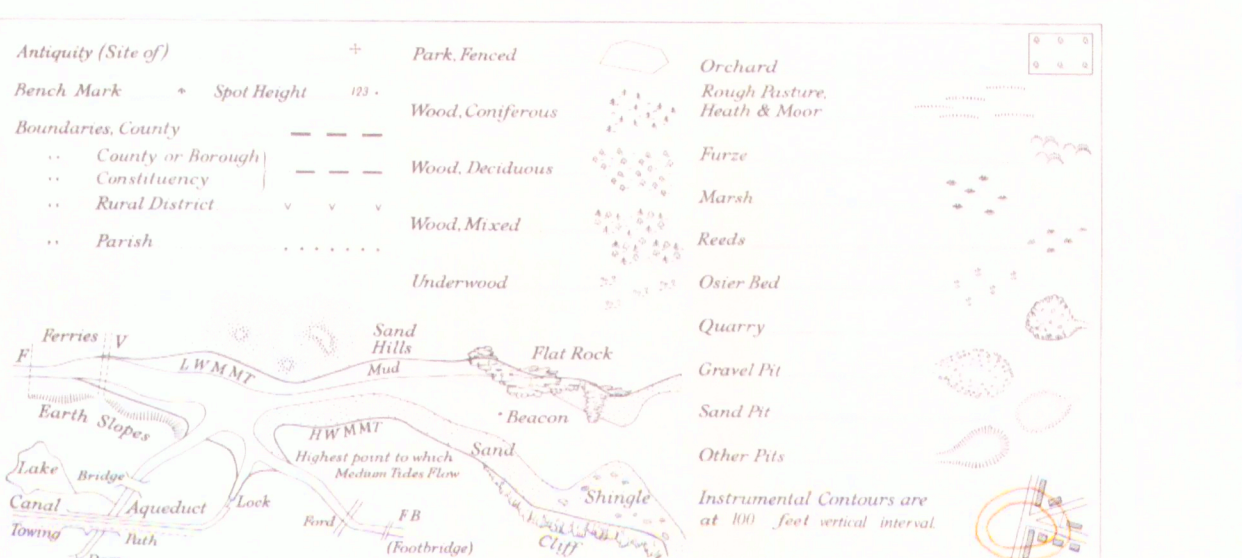 Antiquity (Site of)
Bench Mark Spot Height 123 .
Boundaries, County
" County or Borough
" Constituency
" Rural District
" Parish
Park, Fenced
Wood, Coniferous
Wood, Deciduous
Wood, Mixed
Underwood
Orchard
Rough Pasture,
Heath & Moor
Furze
Marsh
Reeds
Osier Bed
Quarry
Gravel Pit
Sand Pit
Other Pits
Instrumental Contours are
at 100 feet vertical interval.
Ferries
F
V
LWMMT
Sand
Hills
Mud
Flat Rock
Earth Slopes
Beacon
HWMMT
Highest point to which
Medium Tides Flow
Sand
Lake
Bridge
Canal
Aqueduct
Lock
Shingle
Towing Path
Ford
FB
(Footbridge)
Cliff